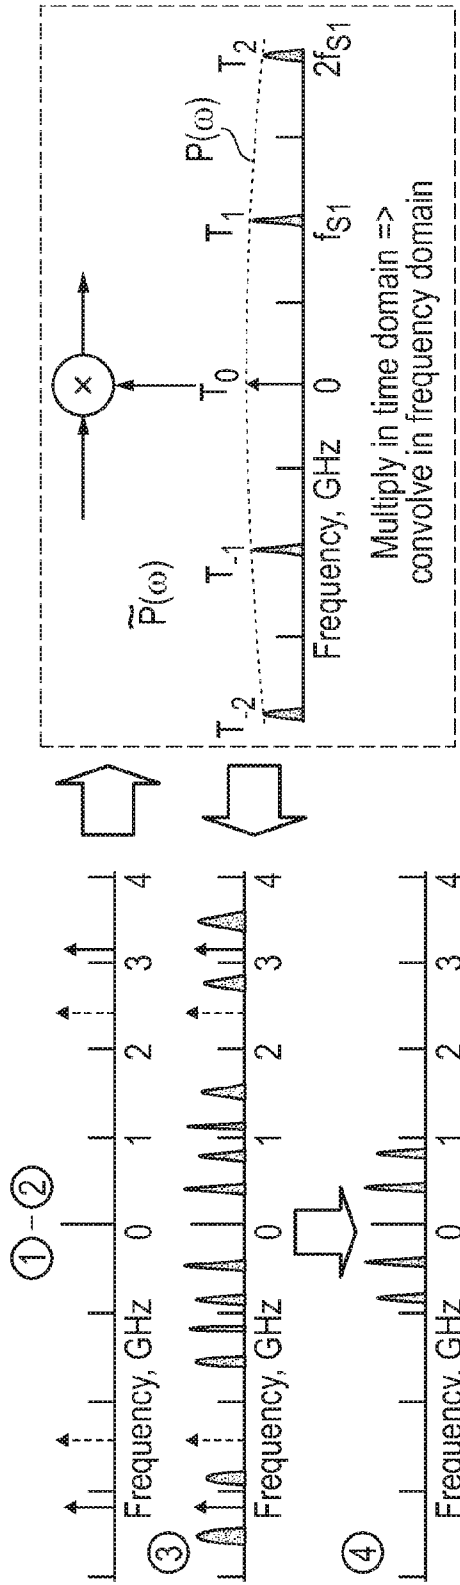 ① – ②
0 1 2 3 4
Frequency, GHz
③
0 1 2 3 4
Frequency, GHz
④
0 1 2 3 4
Frequency, GHz
×
P̃(ω)
P(ω)
T-2 T-1 T0 T1 T2
0 fS1 2fS1
Frequency, GHz
Multiply in time domain =>
convolve in frequency domain